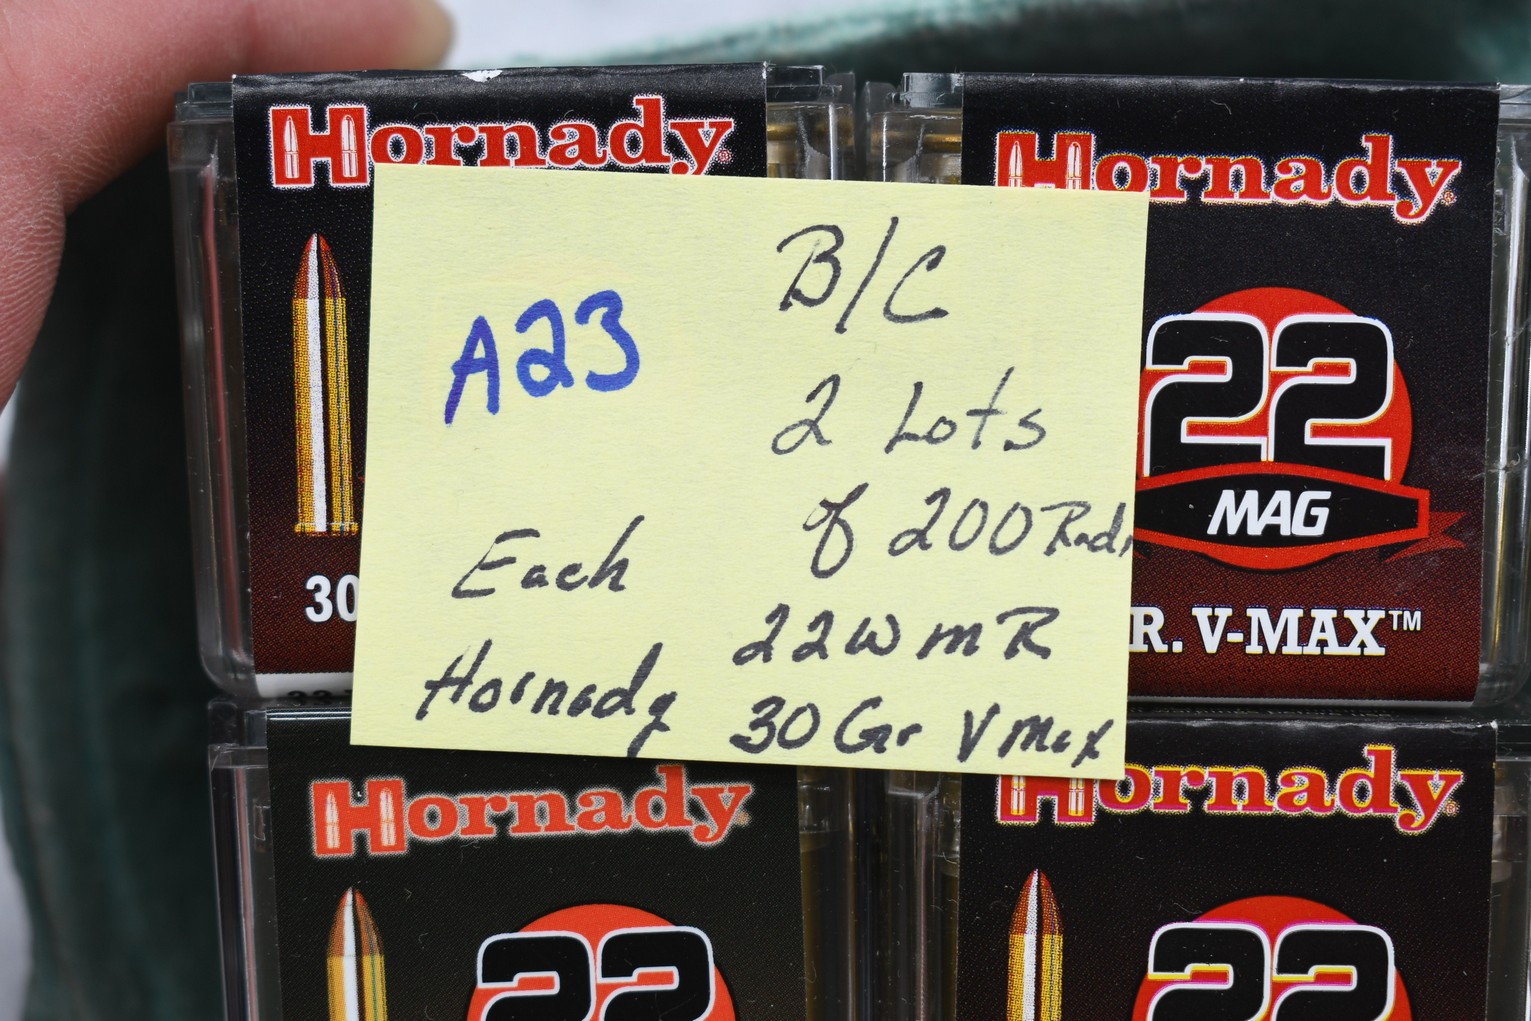 Hornady
Hornady
A23
B/C
2 Lots
of 200 Rnds
Each
22 WMR
Hornady
30 Gr V Max
30
22
MAG
R. V-MAX™
Hornady
Hornady
22
22